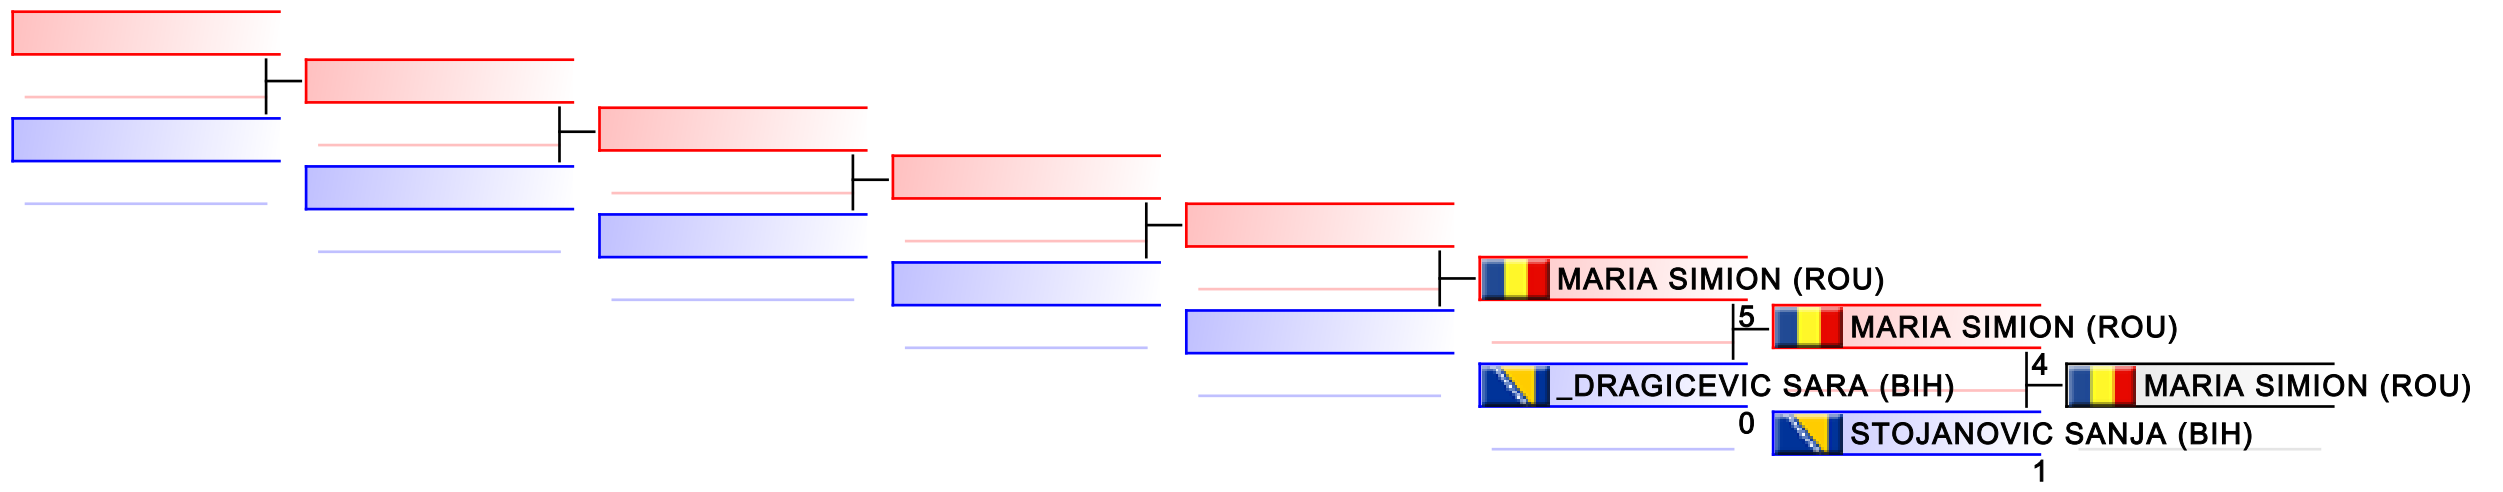 MARIA SIMION (ROU)
5
MARIA SIMION (ROU)
4
_DRAGICEVIC SARA (BIH)
MARIA SIMION (ROU)
0
STOJANOVIC SANJA (BIH)
1